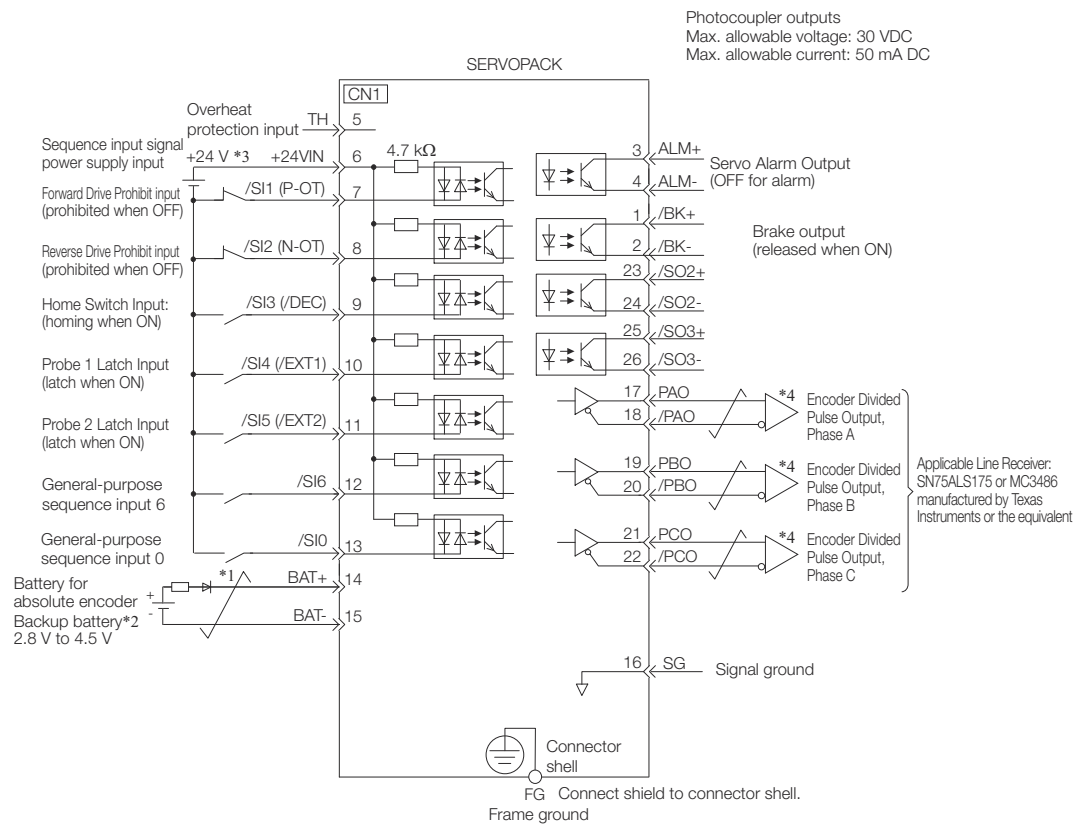 Photocoupler outputs
Max. allowable voltage: 30 VDC
Max. allowable current: 50 mA DC
SERVOPACK
CN1
Overheat
protection input
TH
5
Sequence input signal
power supply input
+24 V *3
+24VIN
6
4.7 kΩ
Forward Drive Prohibit input
(prohibited when OFF)
/SI1 (P-OT)
7
Reverse Drive Prohibit input
(prohibited when OFF)
/SI2 (N-OT)
8
Home Switch Input:
(homing when ON)
/SI3 (/DEC)
9
Probe 1 Latch Input
(latch when ON)
/SI4 (/EXT1)
10
Probe 2 Latch Input
(latch when ON)
/SI5 (/EXT2)
11
General-purpose
sequence input 6
/SI6
12
General-purpose
sequence input 0
/SI0
13
Battery for
absolute encoder
Backup battery*2
2.8 V to 4.5 V
+
-
*1
BAT+
14
BAT-
15
3
ALM+
4
ALM-
Servo Alarm Output
(OFF for alarm)
1
/BK+
2
/BK-
Brake output
(released when ON)
23
/SO2+
24
/SO2-
25
/SO3+
26
/SO3-
17
PAO
18
/PAO
*4
Encoder Divided
Pulse Output,
Phase A
19
PBO
20
/PBO
*4
Encoder Divided
Pulse Output,
Phase B
21
PCO
22
/PCO
*4
Encoder Divided
Pulse Output,
Phase C
Applicable Line Receiver:
SN75ALS175 or MC3486
manufactured by Texas
Instruments or the equivalent
16
SG
Signal ground
Connector
shell
FG
Connect shield to connector shell.
Frame ground